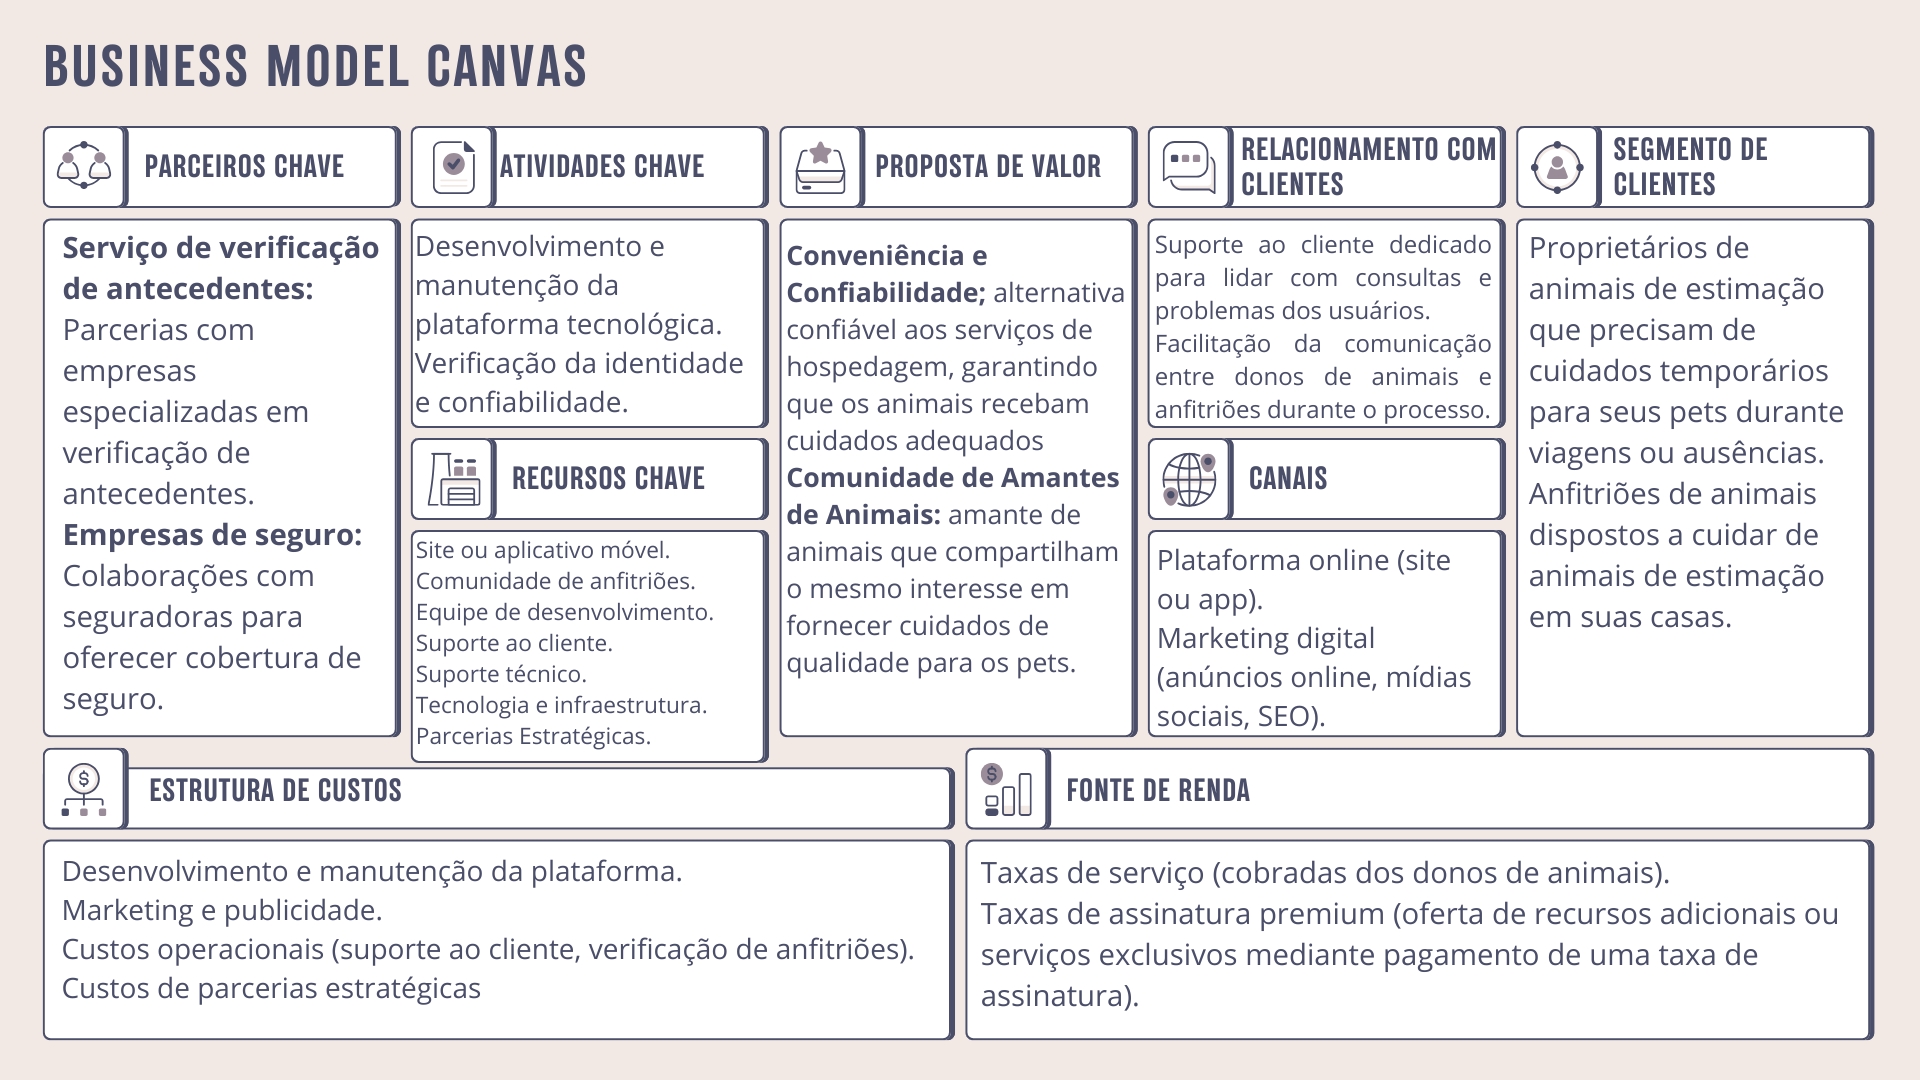 BUSINESS MODEL CANVAS
PARCEIROS CHAVE
Serviço de verificação
de antecedentes:
Parcerias com
empresas
especializadas em
verificação de
antecedentes.
Empresas de seguro:
Colaborações com
seguradoras para
oferecer cobertura de
seguro.
ATIVIDADES CHAVE
Desenvolvimento e
manutenção da
plataforma tecnológica.
Verificação da identidade
e confiabilidade.
RECURSOS CHAVE
Site ou aplicativo móvel.
Comunidade de anfitriões.
Equipe de desenvolvimento.
Suporte ao cliente.
Suporte técnico.
Tecnologia e infraestrutura.
Parcerias Estratégicas.
PROPOSTA DE VALOR
Conveniência e
Confiabilidade; alternativa
confiável aos serviços de
hospedagem, garantindo
que os animais recebam
cuidados adequados
Comunidade de Amantes
de Animais: amante de
animais que compartilham
o mesmo interesse em
fornecer cuidados de
qualidade para os pets.
RELACIONAMENTO COM
CLIENTES
Suporte ao cliente dedicado
para lidar com consultas e
problemas dos usuários.
Facilitação da comunicação
entre donos de animais e
anfitriões durante o processo.
CANAIS
Plataforma online (site
ou app).
Marketing digital
(anúncios online, mídias
sociais, SEO).
SEGMENTO DE
CLIENTES
Proprietários de
animais de estimação
que precisam de
cuidados temporários
para seus pets durante
viagens ou ausências.
Anfitriões de animais
dispostos a cuidar de
animais de estimação
em suas casas.
ESTRUTURA DE CUSTOS
Desenvolvimento e manutenção da plataforma.
Marketing e publicidade.
Custos operacionais (suporte ao cliente, verificação de anfitriões).
Custos de parcerias estratégicas
FONTE DE RENDA
Taxas de serviço (cobradas dos donos de animais).
Taxas de assinatura premium (oferta de recursos adicionais ou
serviços exclusivos mediante pagamento de uma taxa de
assinatura).